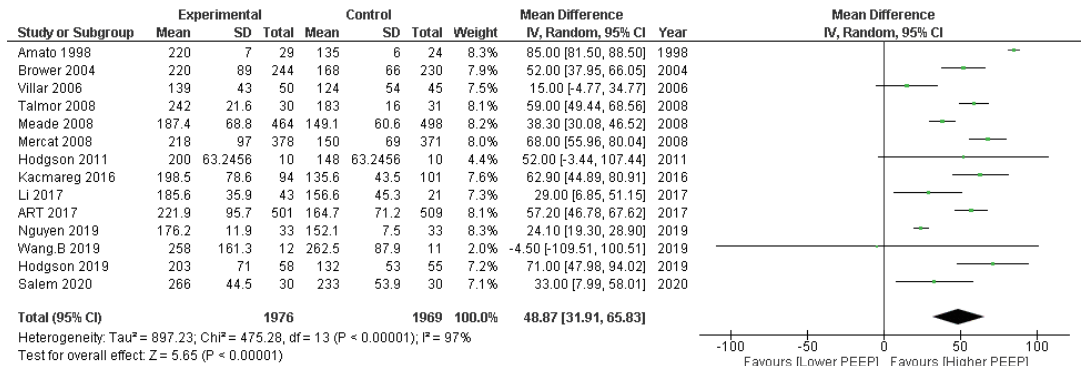 Experimental Control Mean Difference Mean Difference
Study or Subgroup Mean SD Total Mean SD Total Weight IV, Random, 95% CI Year IV, Random, 95% CI
Amato 1998 220 7 29 135 6 24 8.3% 85.00 [81.50, 88.50] 1998
Brower 2004 220 89 244 168 66 230 7.9% 52.00 [37.95, 66.05] 2004
Villar 2006 139 43 50 124 54 45 7.4% 15.00 [-4.77, 34.77] 2006
Talmor 2008 242 21.6 30 183 16 31 8.1% 59.00 [49.44, 68.56] 2008
Meade 2008 187.4 68.8 464 149.1 60.6 498 8.2% 38.30 [30.08, 46.52] 2008
Mercat 2008 218 97 378 150 69 371 8.0% 68.00 [55.96, 80.04] 2008
Hodgson 2011 200 63.2456 10 148 63.2456 10 4.4% 52.00 [-3.44, 107.44] 2011
Kacmareg 2016 198.5 78.6 94 135.6 43.5 101 7.6% 62.90 [44.89, 80.91] 2016
Li 2017 185.6 35.9 43 156.6 45.3 21 7.3% 29.00 [6.85, 51.15] 2017
ART 2017 221.9 95.7 501 164.7 71.2 509 8.1% 57.20 [46.78, 67.62] 2017
Nguyen 2019 176.2 11.9 33 152.1 7.5 33 8.3% 24.10 [19.30, 28.90] 2019
Wang.B 2019 258 161.3 12 262.5 87.9 11 2.0% -4.50 [-109.51, 100.51] 2019
Hodgson 2019 203 71 58 132 53 55 7.2% 71.00 [47.98, 94.02] 2019
Salem 2020 266 44.5 30 233 53.9 30 7.1% 33.00 [7.99, 58.01] 2020
Total (95% CI) 1976 1969 100.0% 48.87 [31.91, 65.83]
Heterogeneity: Tau² = 897.23; Chi² = 475.28, df = 13 (P < 0.00001); I² = 97%
Test for overall effect: Z = 5.65 (P < 0.00001)
-100 -50 0 50 100
Favours [Lower PEEP] Favours [Higher PEEP]